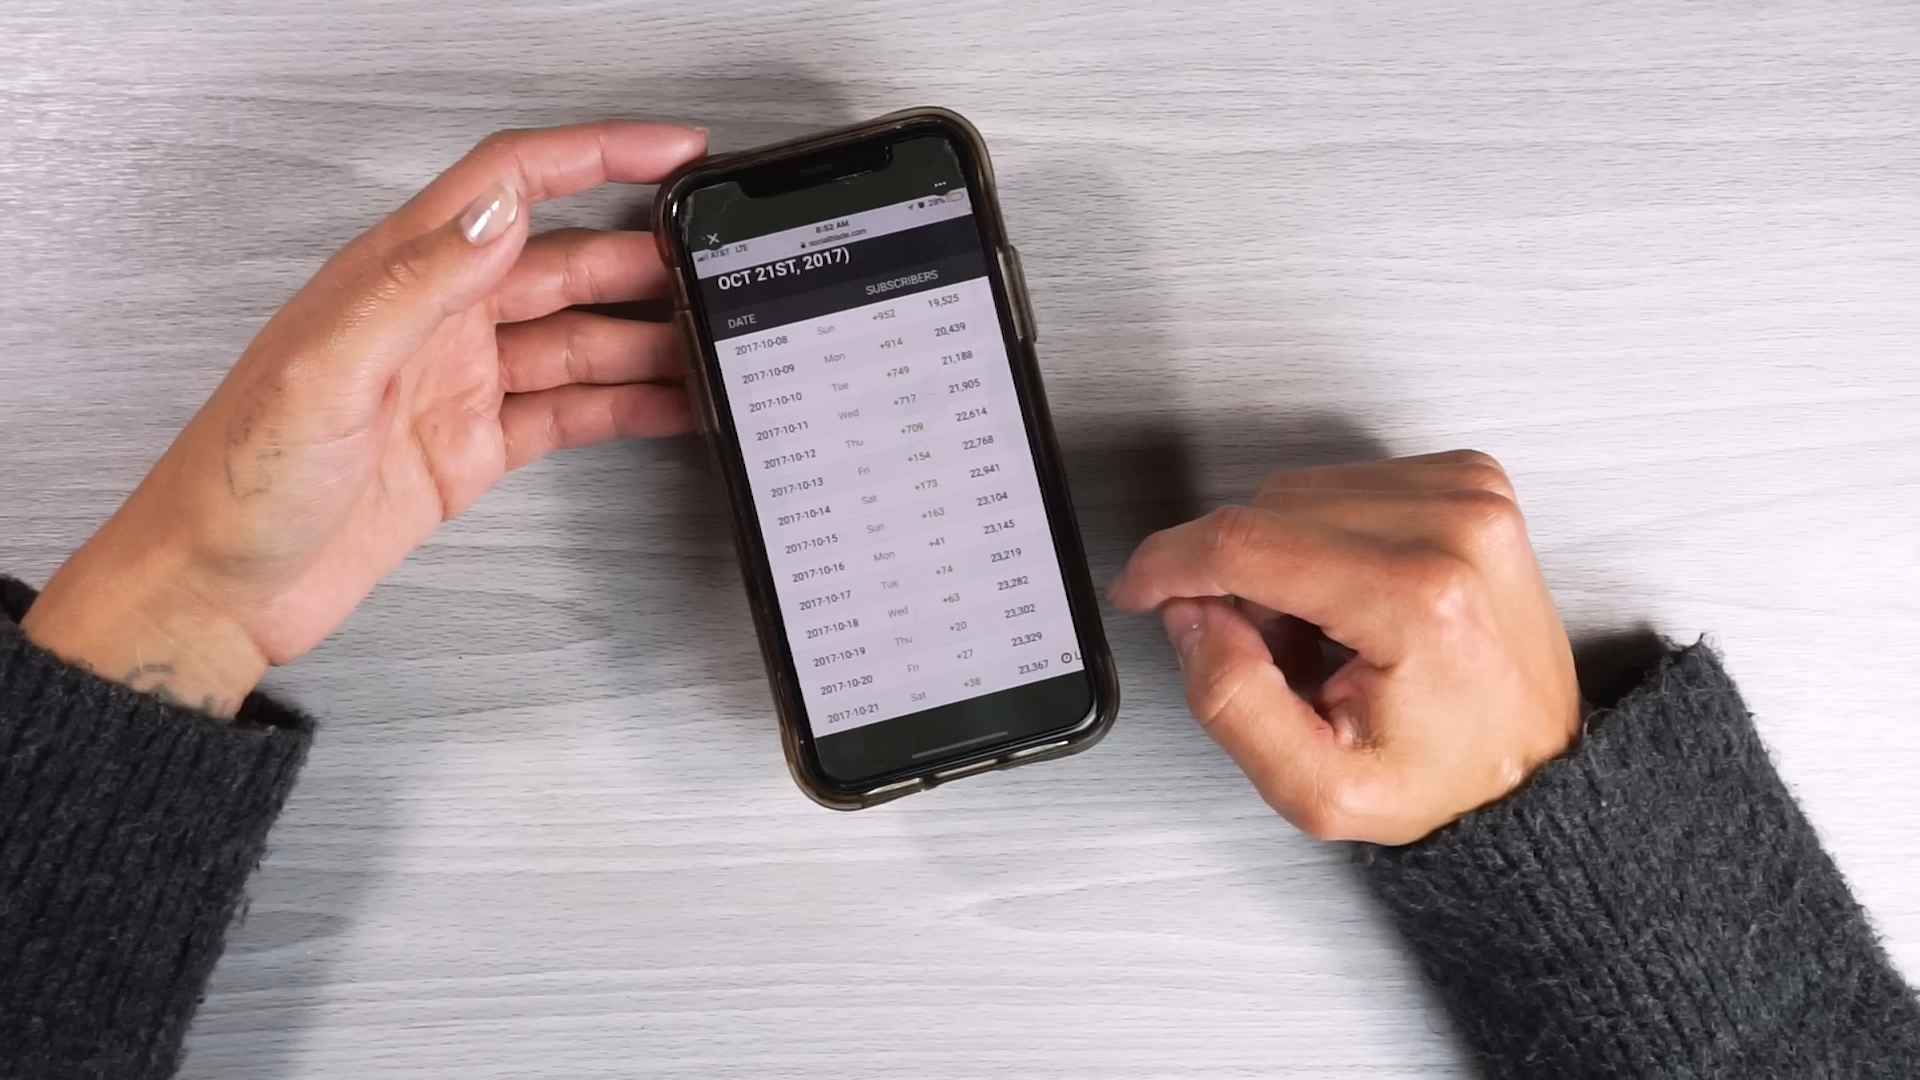 8:52 AM
AT&T LTE 28%
socialblade.com
OCT 21ST, 2017)
DATE SUBSCRIBERS
2017-10-08 Sun +952 19,525
2017-10-09 Mon +914 20,439
2017-10-10 Tue +749 21,188
2017-10-11 Wed +717 21,905
2017-10-12 Thu +709 22,614
2017-10-13 Fri +154 22,768
2017-10-14 Sat +173 22,941
2017-10-15 Sun +163 23,104
2017-10-16 Mon +41 23,145
2017-10-17 Tue +74 23,219
2017-10-18 Wed +63 23,282
2017-10-19 Thu +20 23,302
2017-10-20 Fri +27 23,329
2017-10-21 Sat +38 23,367